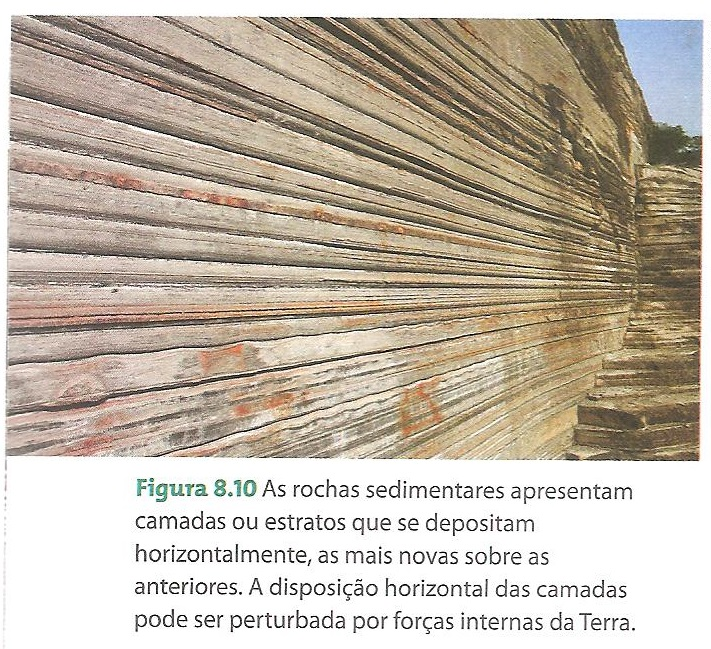 Figura 8.10 As rochas sedimentares apresentam
camadas ou estratos que se depositam
horizontalmente, as mais novas sobre as
anteriores. A disposição horizontal das camadas
pode ser perturbada por forças internas da Terra.